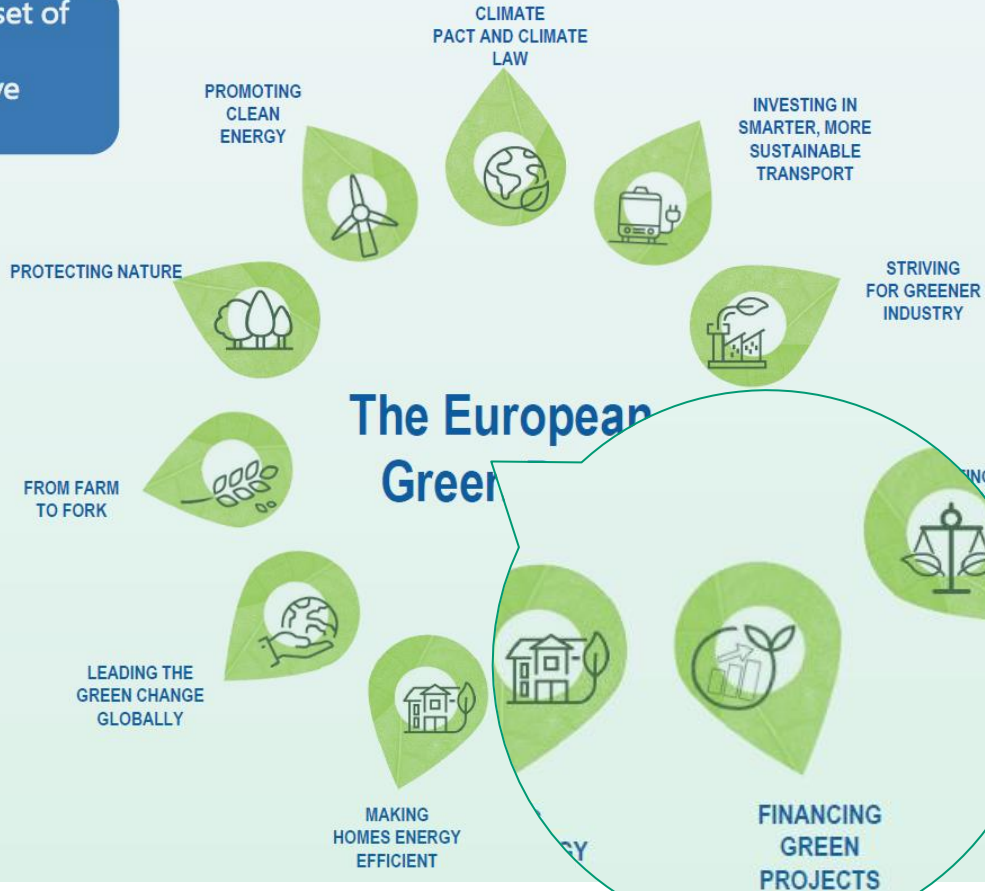 set of
CLIMATE
PACT AND CLIMATE
LAW
PROMOTING
CLEAN
ENERGY
INVESTING IN
SMARTER, MORE
SUSTAINABLE
TRANSPORT
PROTECTING NATURE
STRIVING
FOR GREENER
INDUSTRY
The European
Green
FROM FARM
TO FORK
LEADING THE
GREEN CHANGE
GLOBALLY
MAKING
HOMES ENERGY
EFFICIENT
FINANCING
GREEN
PROJECTS